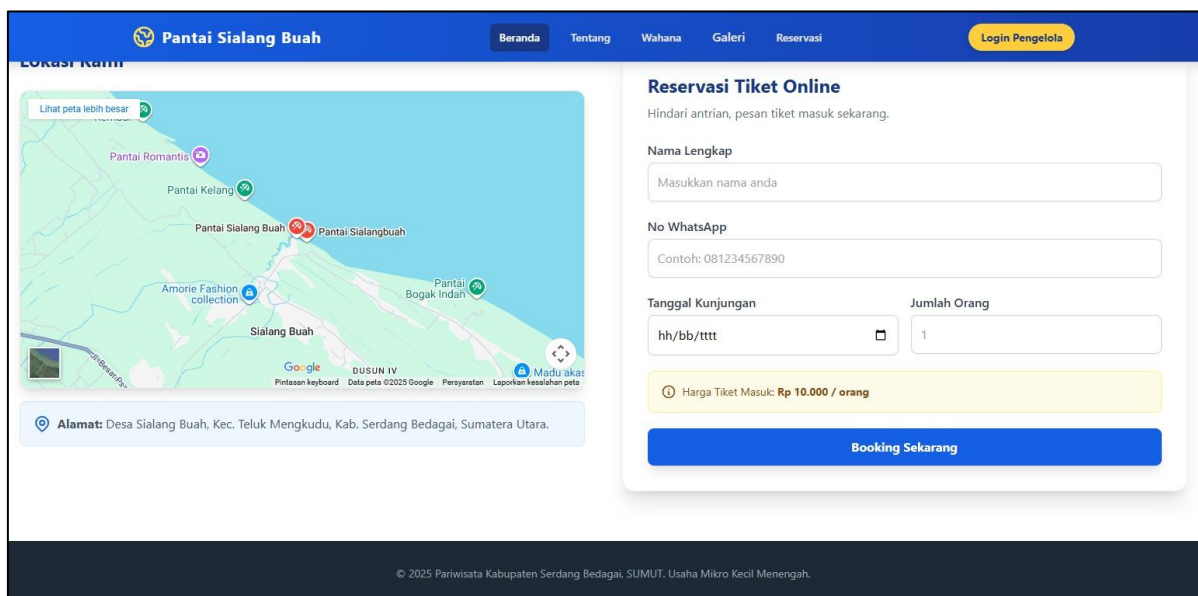 Pantai Sialang Buah
Beranda
Tentang
Wahana
Galeri
Reservasi
Login Pengelola
Lokasi Kami
Lihat peta lebih besar
Pantai Romantis
Pantai Kelang
Pantai Sialang Buah
Pantai Sialangbuah
Amorie Fashion
collection
Pantai
Bogak Indah
Sialang Buah
Google
DUSUN IV
Madu akas
Pintasan keyboard
Data peta ©2025 Google
Persyaratan
Laporkan kesalahan peta
Alamat: Desa Sialang Buah, Kec. Teluk Mengkudu, Kab. Serdang Bedagai, Sumatera Utara.
Reservasi Tiket Online
Hindari antrian, pesan tiket masuk sekarang.
Nama Lengkap
Masukkan nama anda
No WhatsApp
Contoh: 081234567890
Tanggal Kunjungan
Jumlah Orang
hh/bb/tttt
1
Harga Tiket Masuk: Rp 10.000 / orang
Booking Sekarang
© 2025 Pariwisata Kabupaten Serdang Bedagai, SUMUT. Usaha Mikro Kecil Menengah.